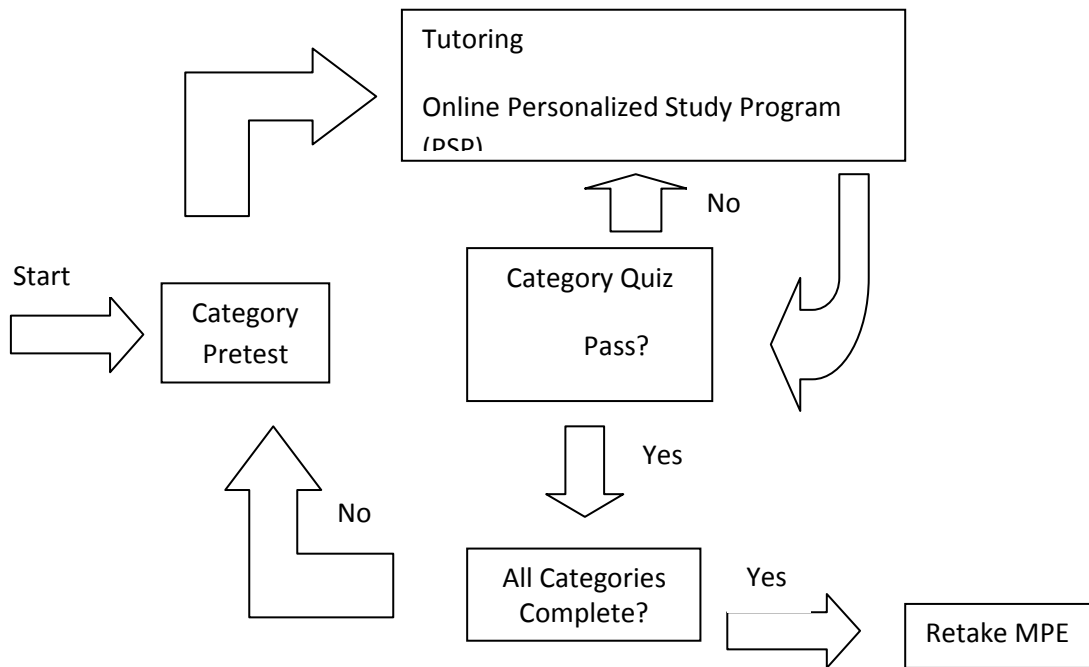 Tutoring
Online Personalized Study Program
(PSP)
No
Start
Category Quiz
Pass?
Category
Pretest
Yes
No
All Categories
Complete?
Yes
Retake MPE